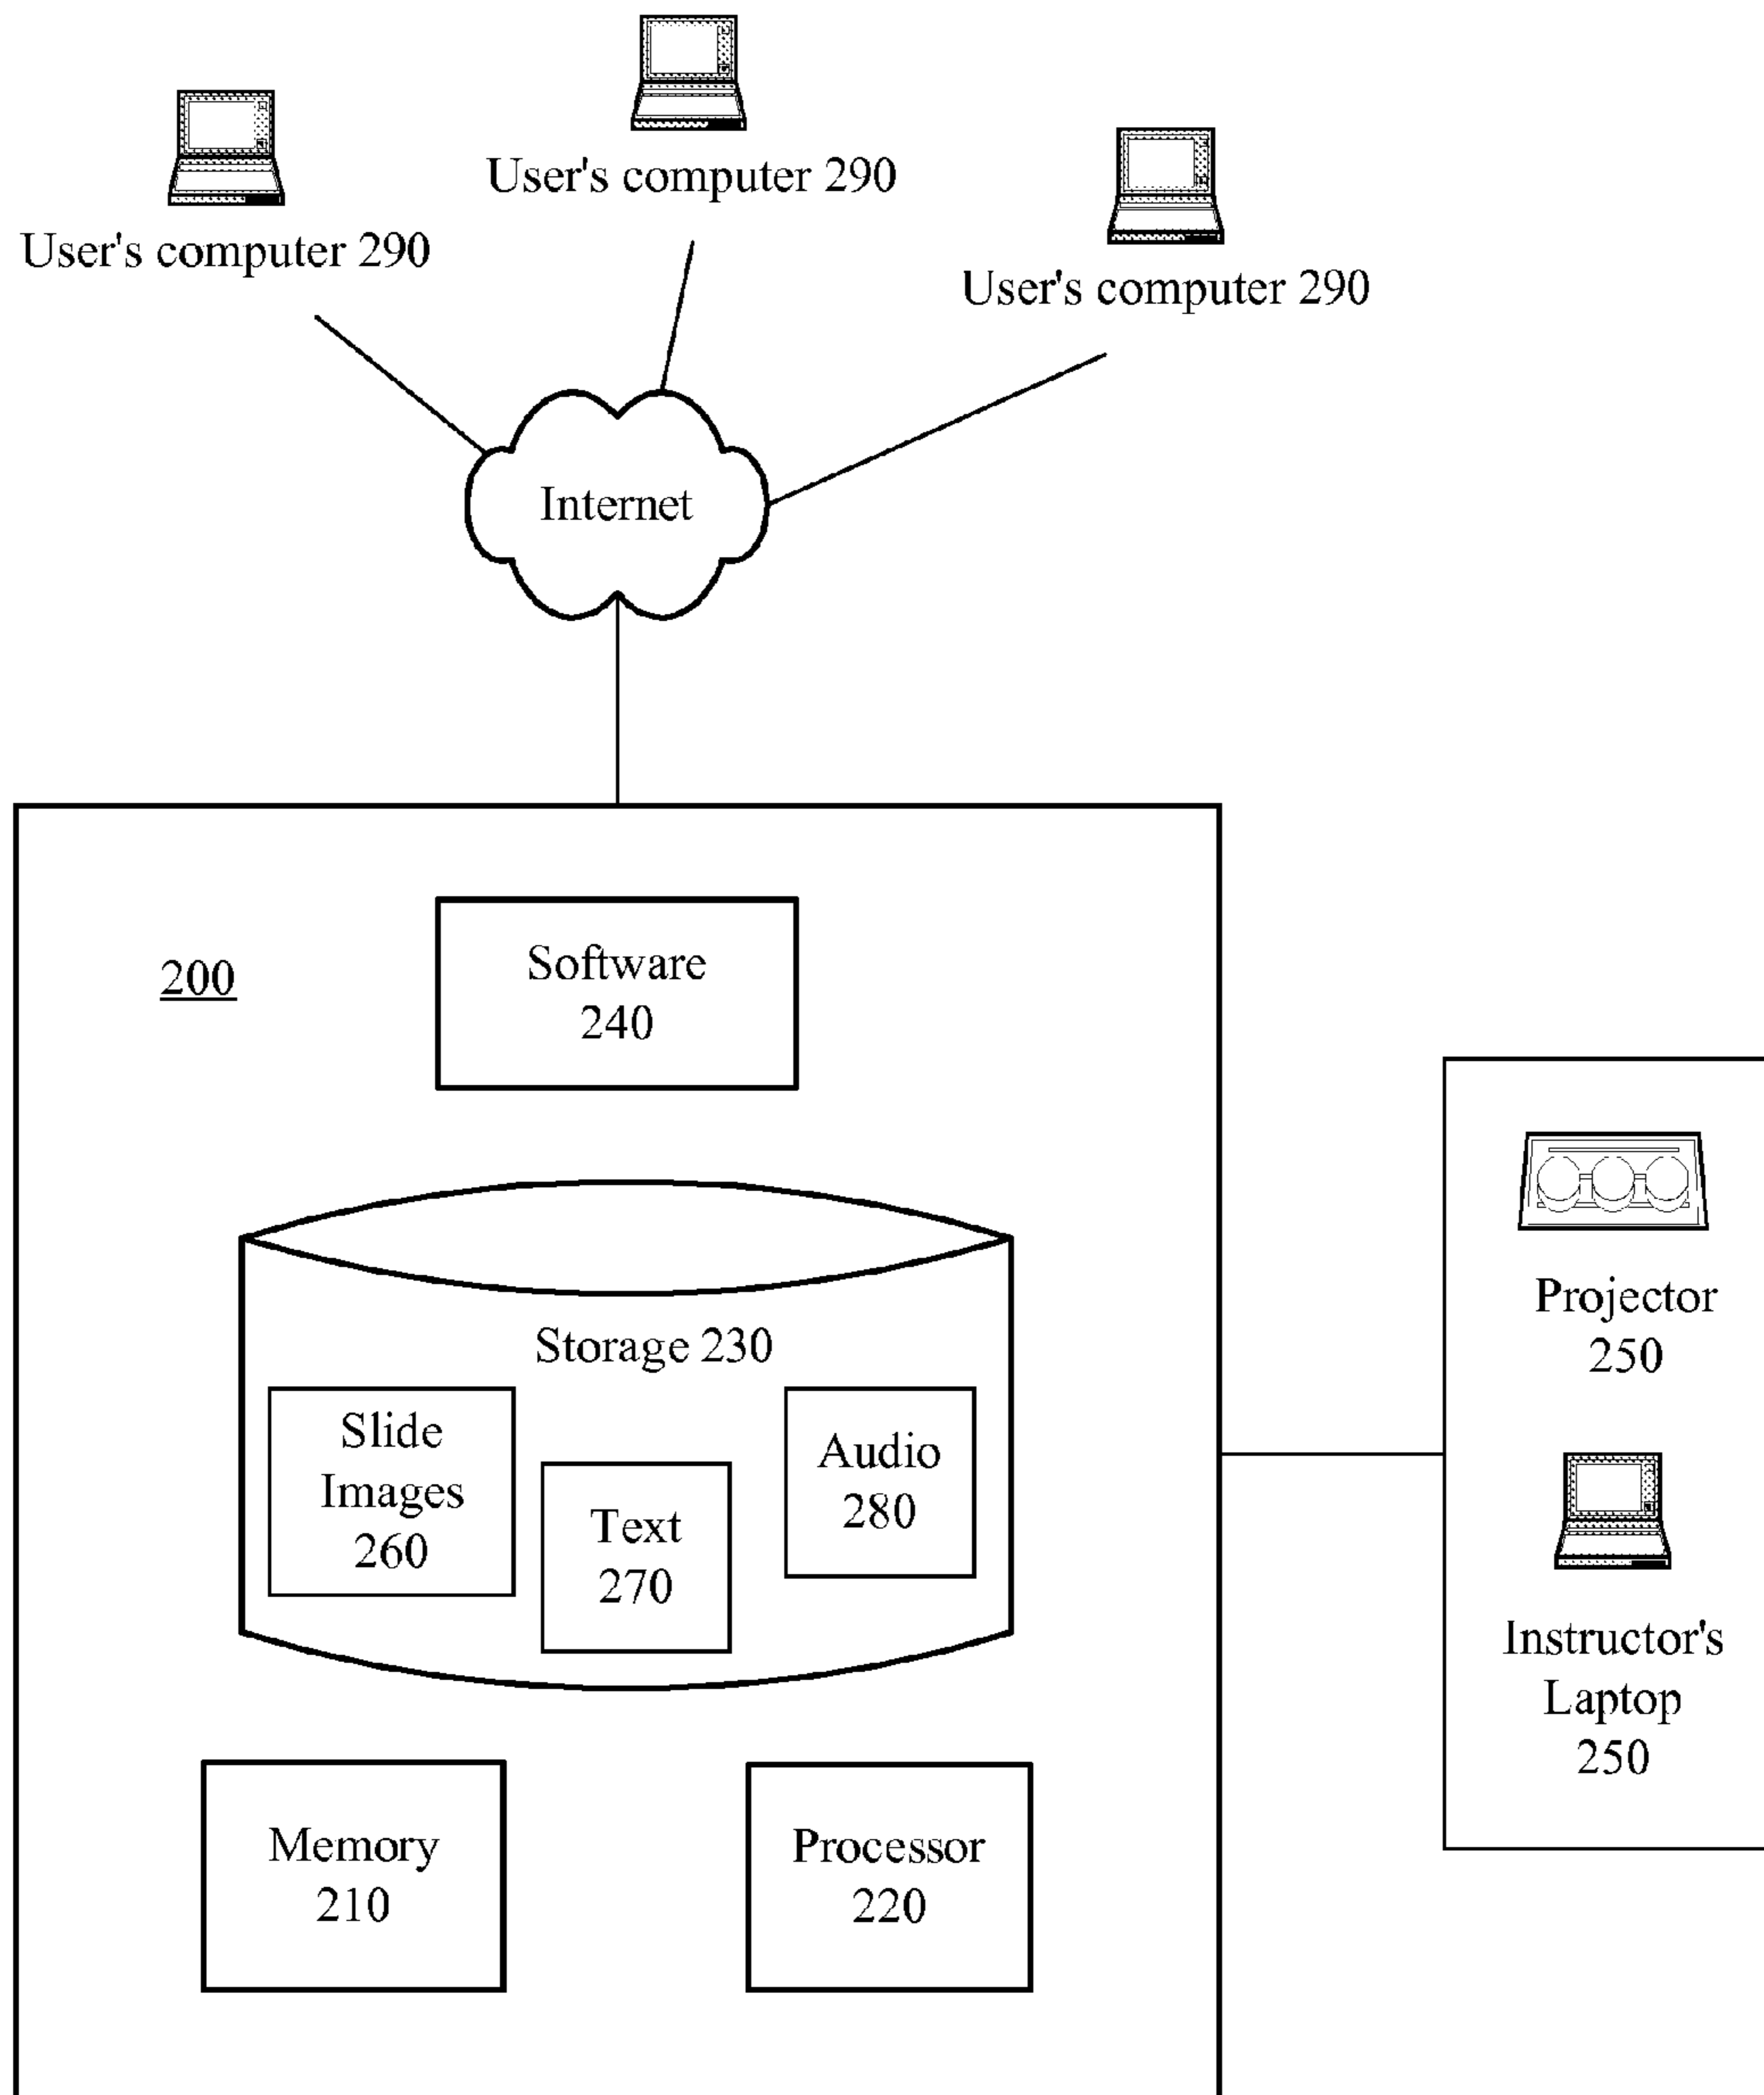 User's computer 290
User's computer 290
User's computer 290
Internet
200
Software
240
Storage 230
Slide
Images
260
Text
270
Audio
280
Memory
210
Processor
220
Projector
250
Instructor's
Laptop
250